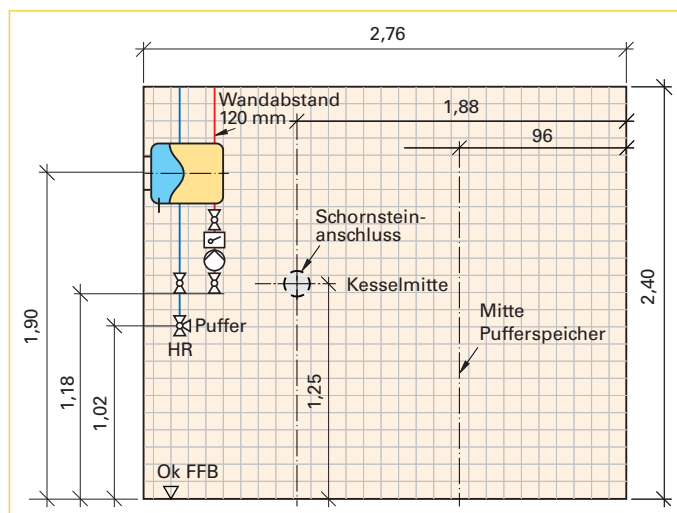 2,76
Wandabstand
120 mm
1,88
96
Schornstein-
anschluss
Kesselmitte
2,40
1,90
Puffer
HR
Mitte
Pufferspeicher
1,18
1,02
1,25
Ok FFB